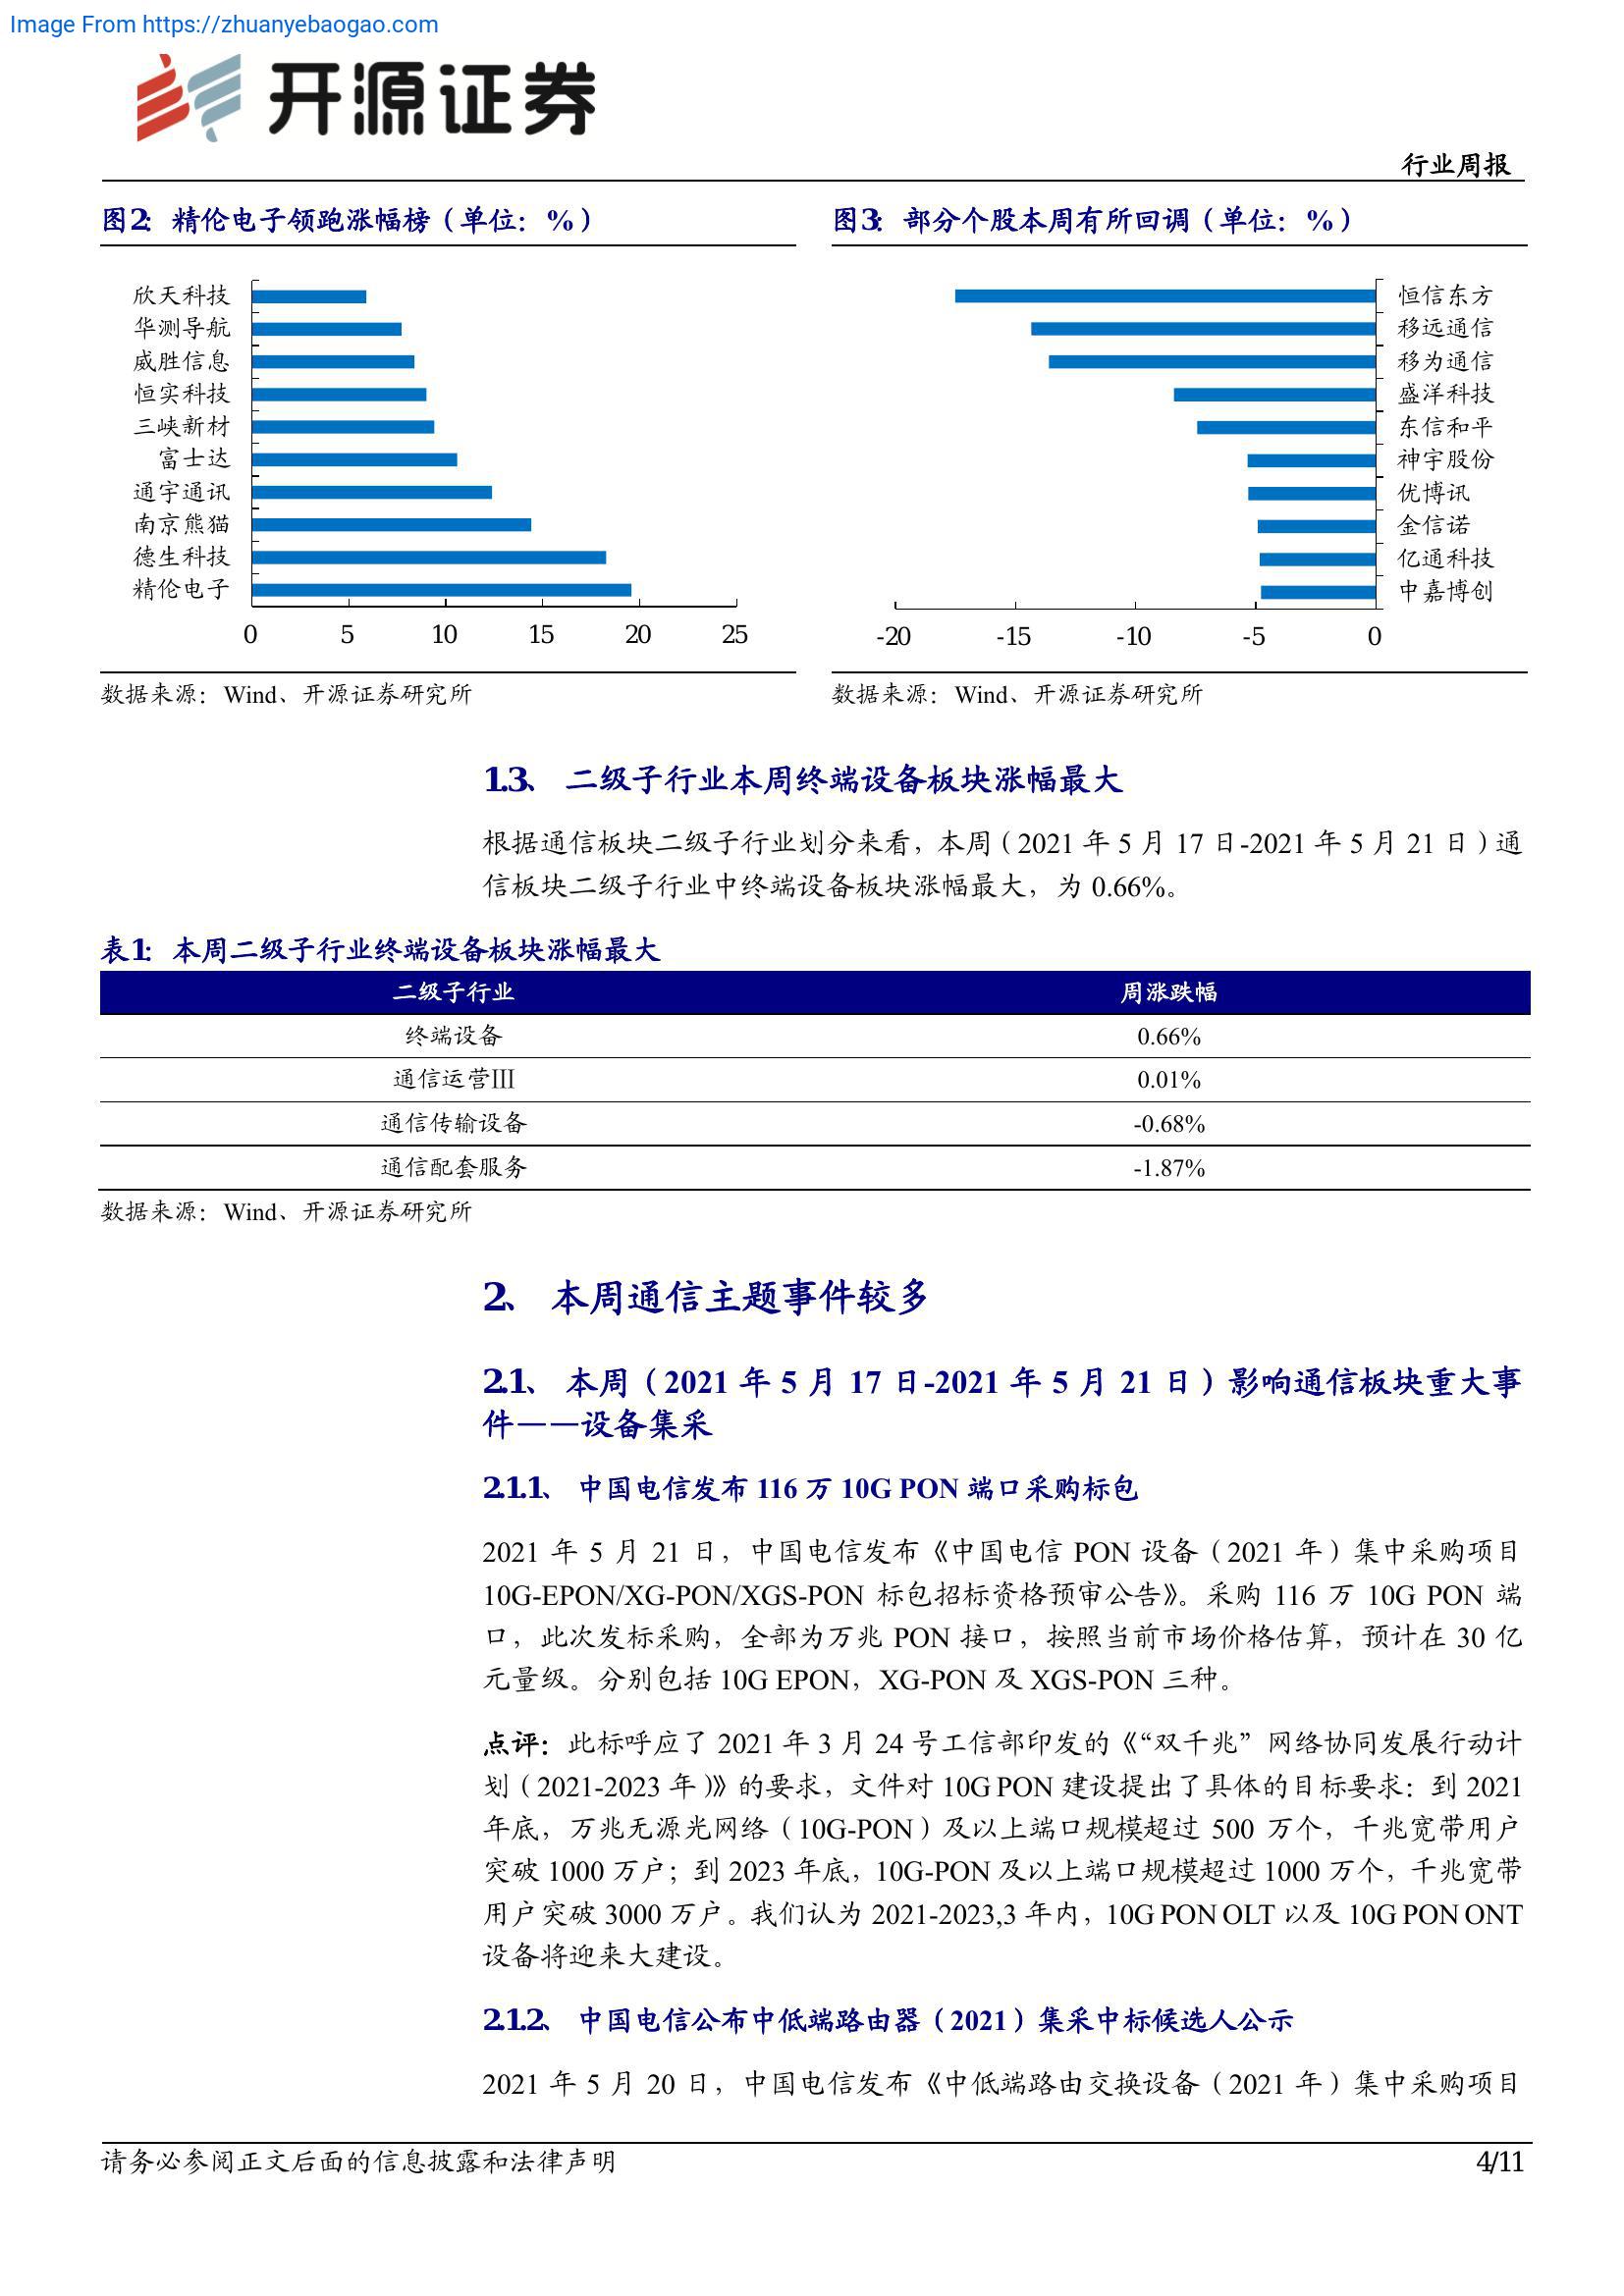 Image From https://zhuanyebaogao.com
开源证券
行业周报
图2： 精伦电子领跑涨幅榜（单位：%）
欣天科技
华测导航
威胜信息
恒实科技
三峡新材
富士达
通宇通讯
南京熊猫
德生科技
精伦电子
0 5 10 15 20 25
数据来源：Wind、开源证券研究所
图3： 部分个股本周有所回调（单位：%）
恒信东方
移远通信
移为通信
盛洋科技
东信和平
神宇股份
优博讯
金信诺
亿通科技
中嘉博创
-20 -15 -10 -5 0
数据来源：Wind、开源证券研究所
1.3、 二级子行业本周终端设备板块涨幅最大
根据通信板块二级子行业划分来看，本周（2021 年 5 月 17 日-2021 年 5 月 21 日）通
信板块二级子行业中终端设备板块涨幅最大，为 0.66%。
表1： 本周二级子行业终端设备板块涨幅最大
二级子行业 周涨跌幅
终端设备 0.66%
通信运营III 0.01%
通信传输设备 -0.68%
通信配套服务 -1.87%
数据来源：Wind、开源证券研究所
2、 本周通信主题事件较多
2.1、 本周（2021 年 5 月 17 日-2021 年 5 月 21 日）影响通信板块重大事
件——设备集采
2.1.1、 中国电信发布 116 万 10G PON 端口采购标包
2021 年 5 月 21 日，中国电信发布《中国电信 PON 设备（2021 年）集中采购项目
10G-EPON/XG-PON/XGS-PON 标包招标资格预审公告》。采购 116 万 10G PON 端
口，此次发标采购，全部为万兆 PON 接口，按照当前市场价格估算，预计在 30 亿
元量级。分别包括 10G EPON，XG-PON 及 XGS-PON 三种。
点评：此标呼应了 2021 年 3 月 24 号工信部印发的《“双千兆”网络协同发展行动计
划（2021-2023 年）》的要求，文件对 10G PON 建设提出了具体的目标要求：到 2021
年底，万兆无源光网络（10G-PON）及以上端口规模超过 500 万个，千兆宽带用户
突破 1000 万户；到 2023 年底，10G-PON 及以上端口规模超过 1000 万个，千兆宽带
用户突破 3000 万户。我们认为 2021-2023,3 年内，10G PON OLT 以及 10G PON ONT
设备将迎来大建设。
2.1.2、 中国电信公布中低端路由器（2021）集采中标候选人公示
2021 年 5 月 20 日，中国电信发布《中低端路由交换设备（2021 年）集中采购项目
请务必参阅正文后面的信息披露和法律声明
4/11